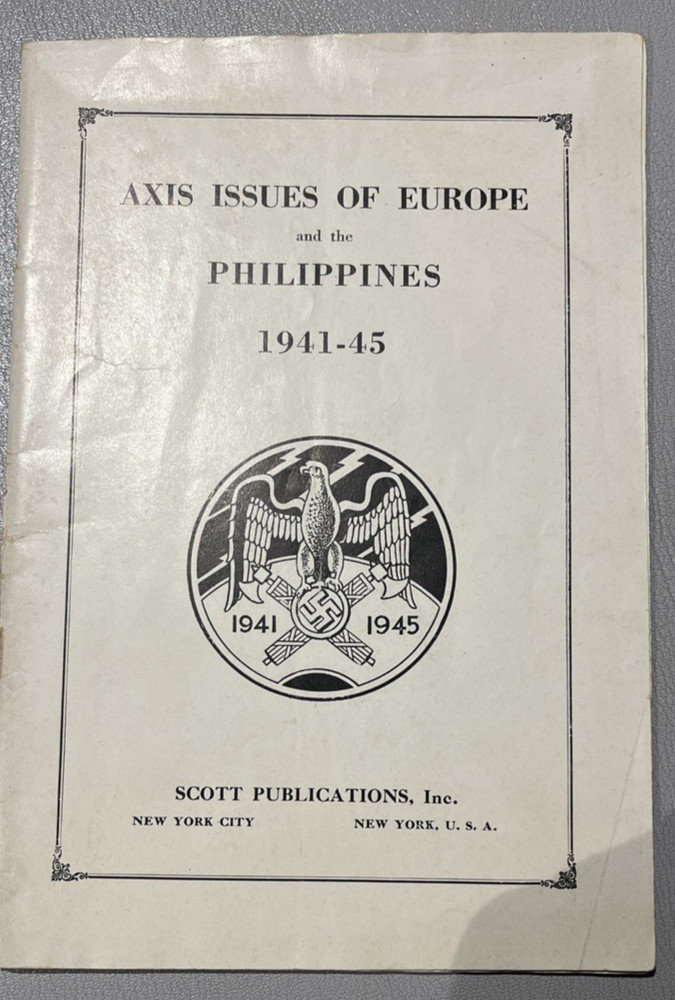 AXIS ISSUES OF EUROPE
and the
PHILIPPINES
1941-45
1941 1945
SCOTT PUBLICATIONS, Inc.
NEW YORK CITY NEW YORK, U. S. A.